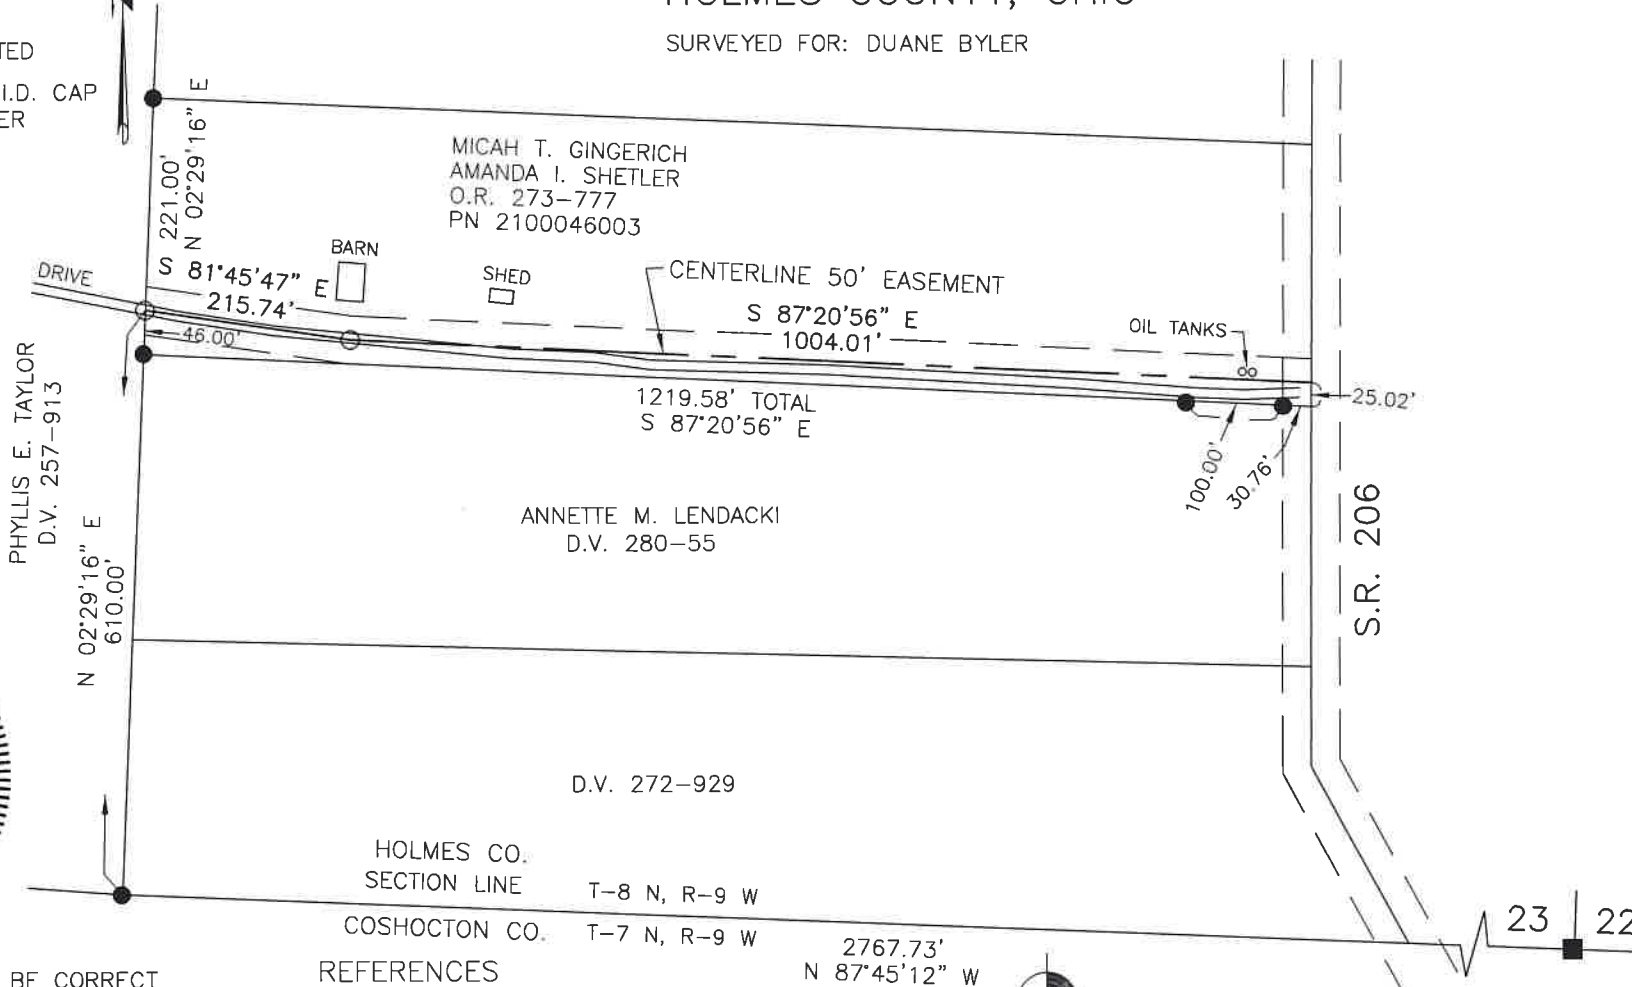 SURVEYED FOR: DUANE BYLER
I.D. CAP
221.00'
N 02°29'16" E
MICAH T. GINGERICH
AMANDA I. SHETLER
O.R. 273-777
PN 2100046003
DRIVE
S 81°45'47" E
215.74'
BARN
SHED
CENTERLINE 50' EASEMENT
S 87°20'56" E
1004.01'
OIL TANKS
46.00'
25.02'
1219.58' TOTAL
S 87°20'56" E
100.00'
30.76'
PHYLLIS E. TAYLOR
D.V. 257-913
ANNETTE M. LENDACKI
D.V. 280-55
S.R. 206
N 02°29'16" E
610.00'
D.V. 272-929
HOLMES CO.
SECTION LINE
T-8 N, R-9 W
COSHOCTON CO.
T-7 N, R-9 W
23
22
2767.73'
N 87°45'12" W
BE CORRECT
REFERENCES